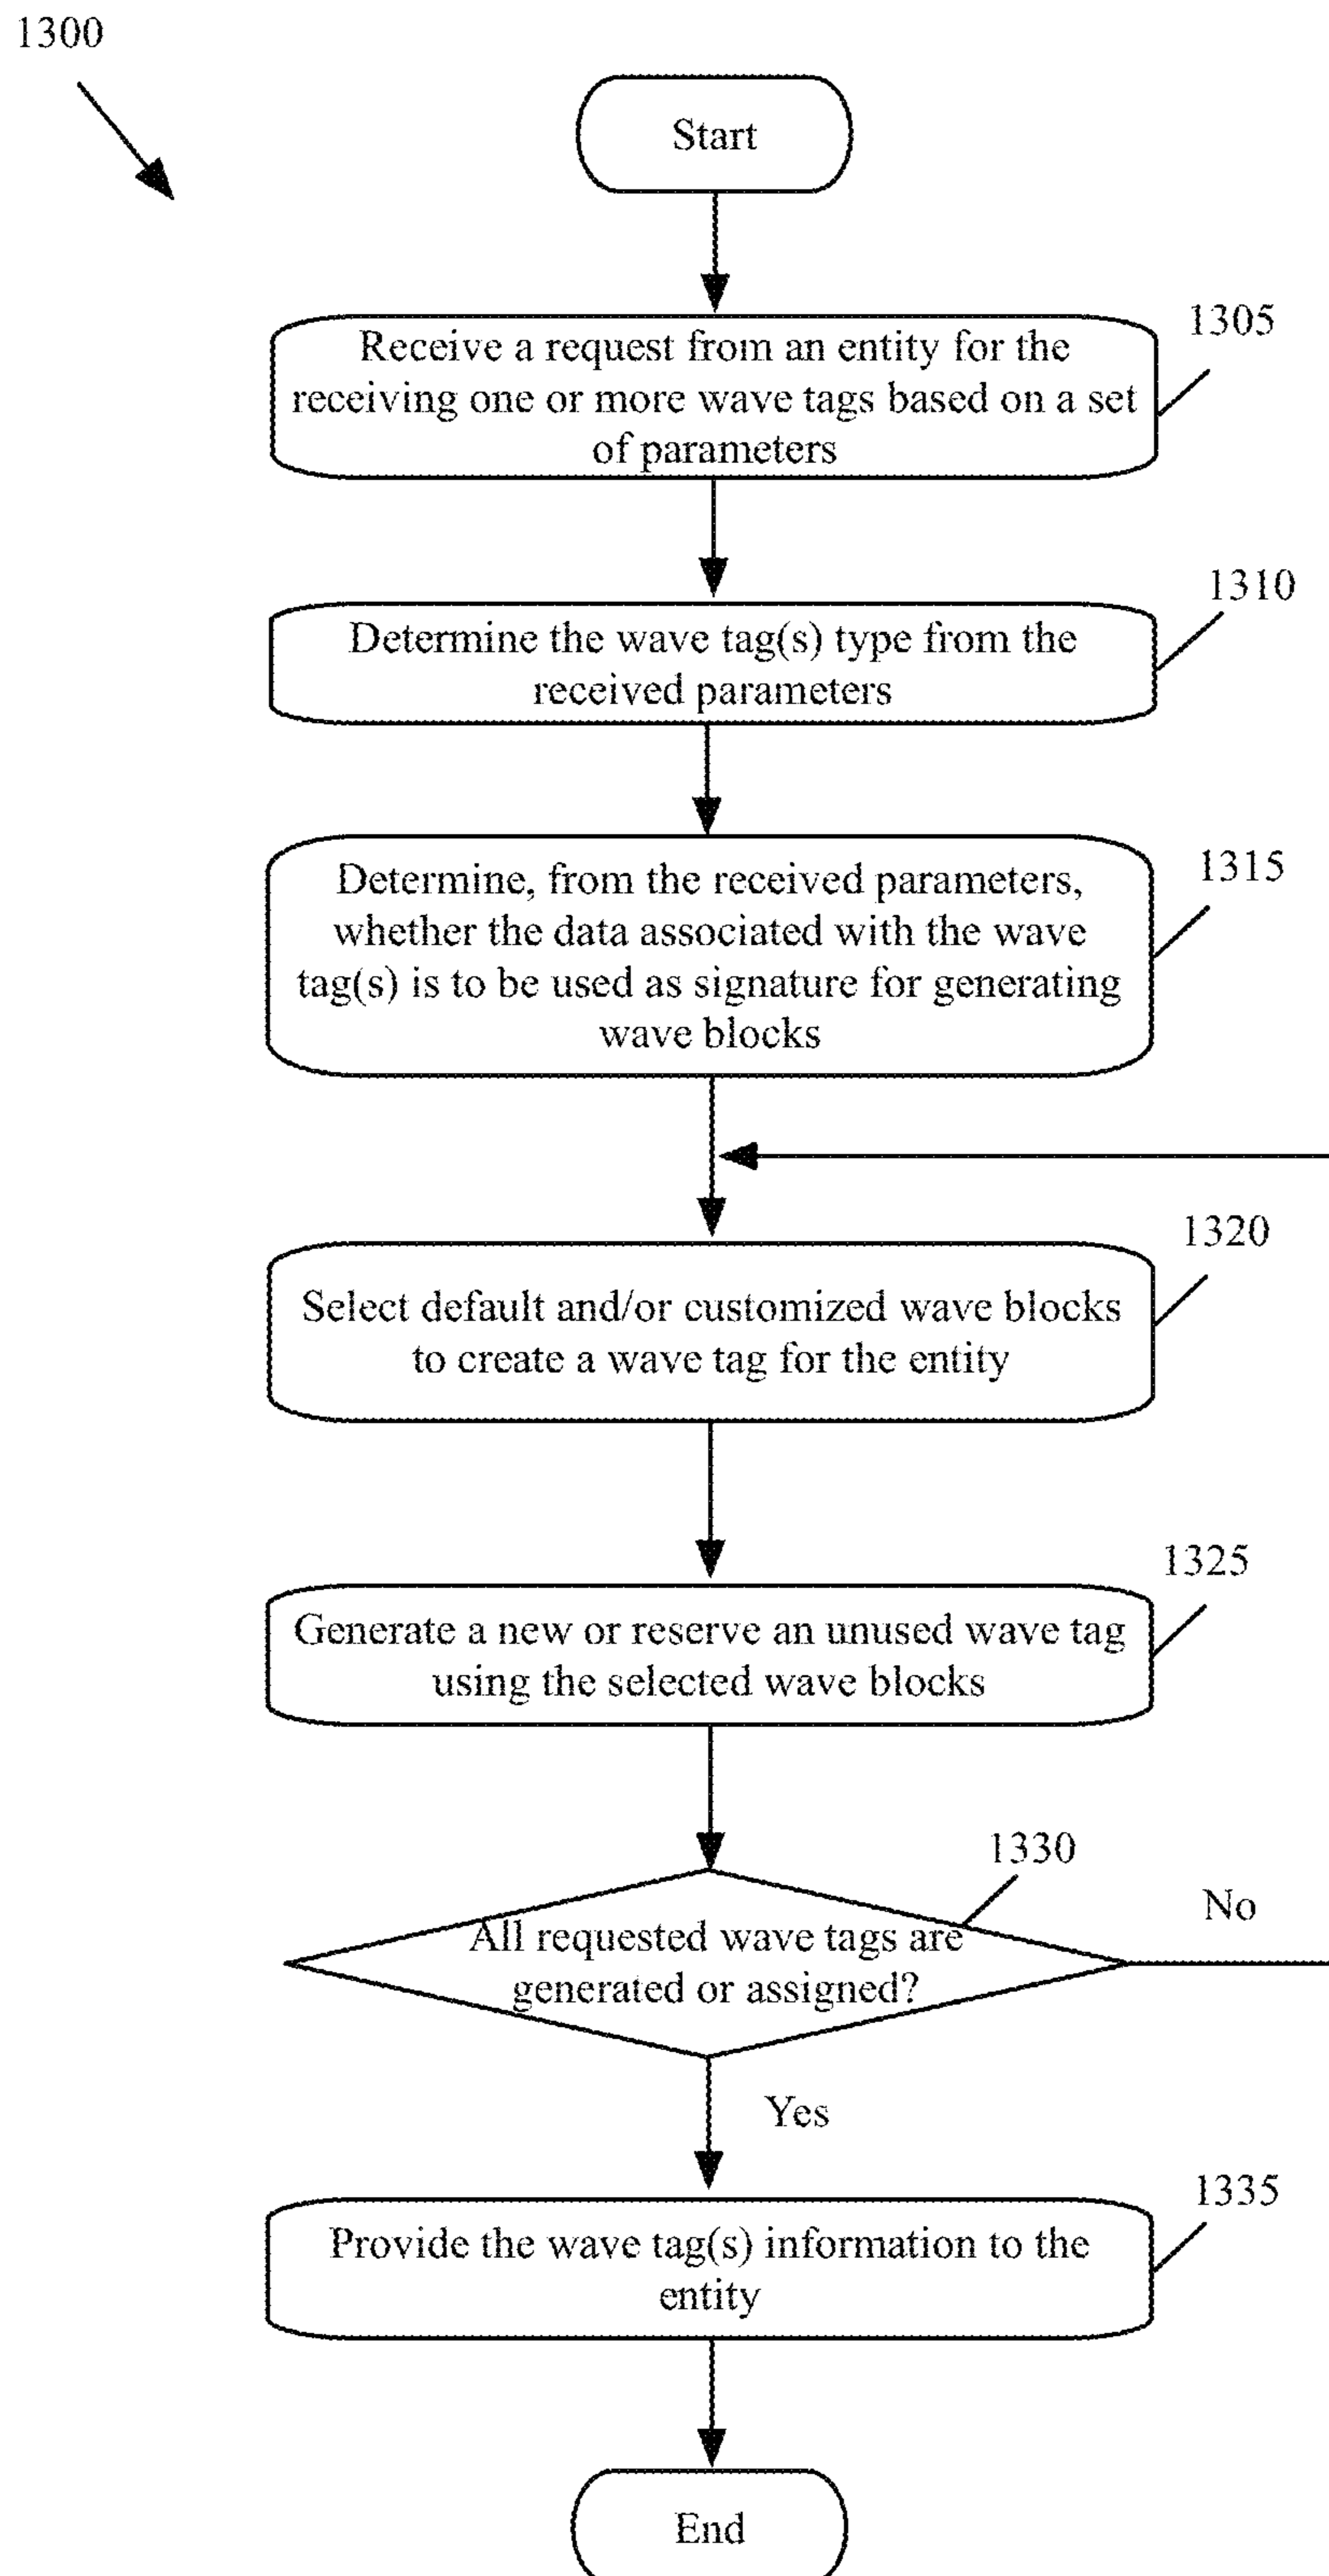 1300
Start
1305
Receive a request from an entity for the
receiving one or more wave tags based on a set
of parameters
1310
Determine the wave tag(s) type from the
received parameters
1315
Determine, from the received parameters,
whether the data associated with the wave
tag(s) is to be used as signature for generating
wave blocks
1320
Select default and/or customized wave blocks
to create a wave tag for the entity
1325
Generate a new or reserve an unused wave tag
using the selected wave blocks
1330
No
All requested wave tags are
generated or assigned?
Yes
1335
Provide the wave tag(s) information to the
entity
End